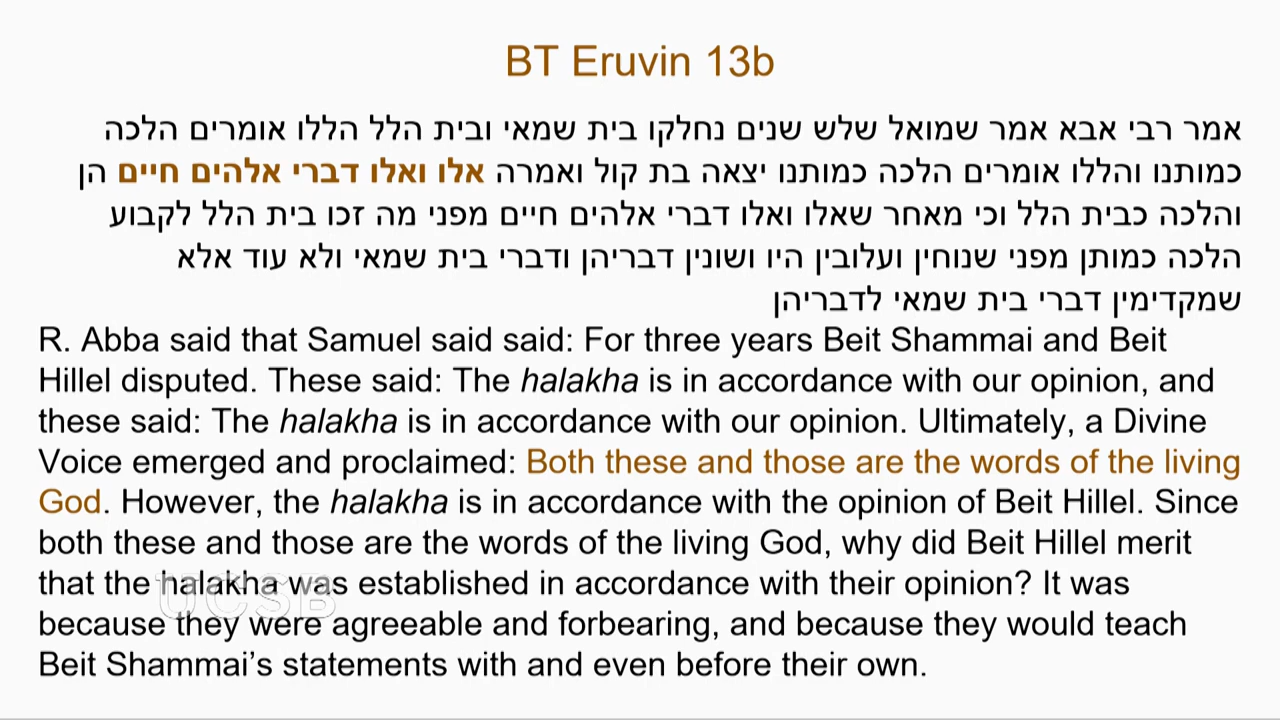 BT Eruvin 13b
אמר רבי אבא אמר שמואל שלש שנים נחלקו בית שמאי ובית הלל הללו אומרים הלכה
כמותנו והללו אומרים הלכה כמותנו יצאה בת קול ואמרה אלו ואלו דברי אלהים חיים הן
והלכה כבית הלל וכי מאחר שאלו ואלו דברי אלהים חיים מפני מה זכו בית הלל לקבוע
הלכה כמותן מפני שנוחין ועלובין היו ושונין דבריהן ודברי בית שמאי ולא עוד אלא
שמקדימין דברי בית שמאי לדבריהן
R. Abba said that Samuel said said: For three years Beit Shammai and Beit
Hillel disputed. These said: The halakha is in accordance with our opinion, and
these said: The halakha is in accordance with our opinion. Ultimately, a Divine
Voice emerged and proclaimed: Both these and those are the words of the living
God. However, the halakha is in accordance with the opinion of Beit Hillel. Since
both these and those are the words of the living God, why did Beit Hillel merit
that the halakha was established in accordance with their opinion? It was
UCSB
because they were agreeable and forbearing, and because they would teach
Beit Shammai's statements with and even before their own.